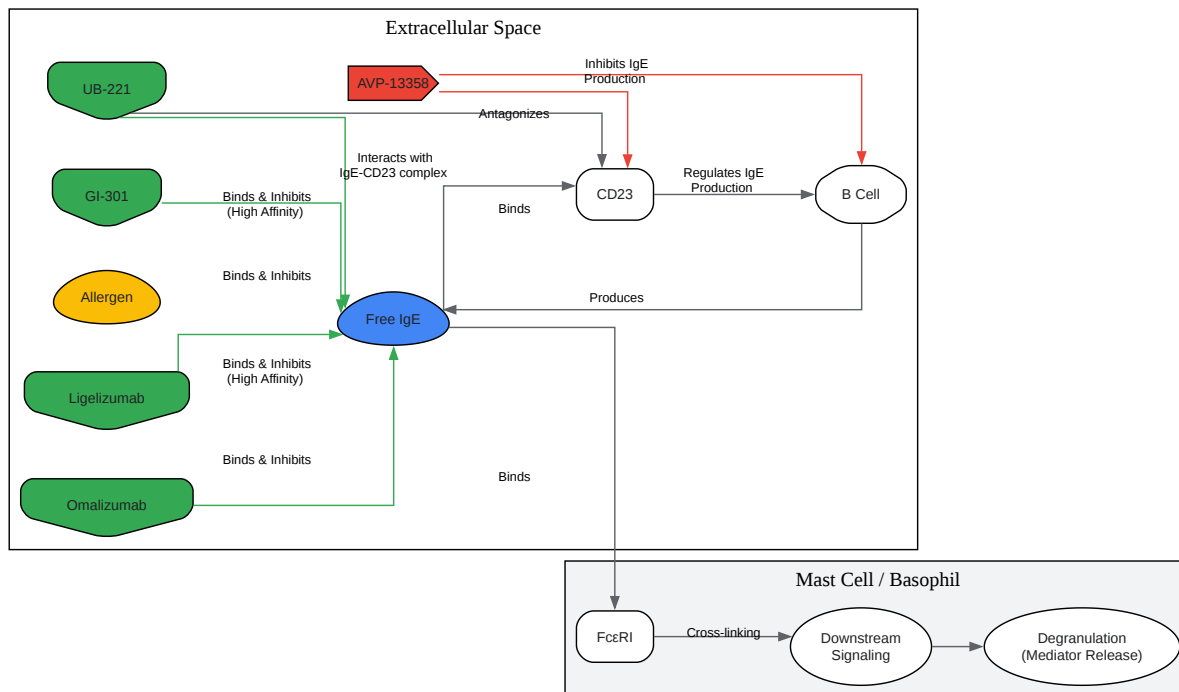 Extracellular Space
UB-221
AVP-13358
Inhibits IgE
Production
Antagonizes
Interacts with
IgE-CD23 complex
GI-301
Binds & Inhibits
(High Affinity)
Binds
CD23
Regulates IgE
Production
B Cell
Allergen
Binds & Inhibits
Free IgE
Produces
Ligelizumab
Binds & Inhibits
(High Affinity)
Binds & Inhibits
Binds
Omalizumab
Mast Cell / Basophil
FcεRI
Cross-linking
Downstream
Signaling
Degranulation
(Mediator Release)